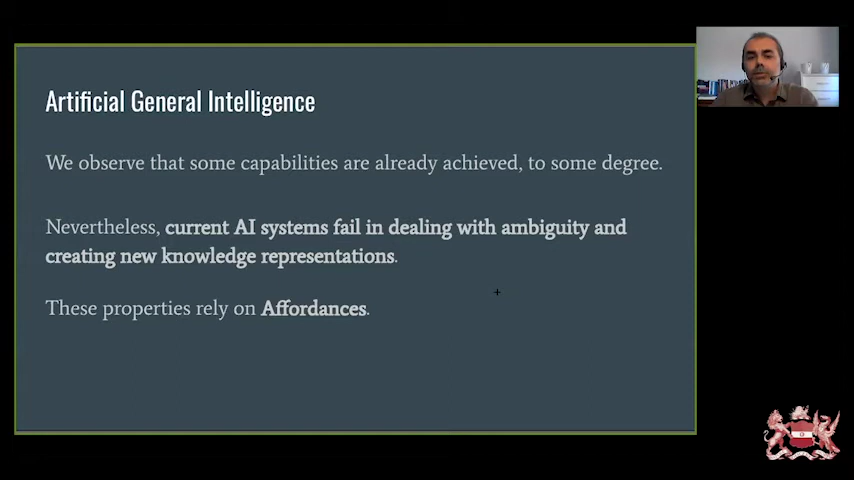 Artificial General Intelligence
We observe that some capabilities are already achieved, to some degree.
Nevertheless, current AI systems fail in dealing with ambiguity and
creating new knowledge representations.
These properties rely on Affordances.